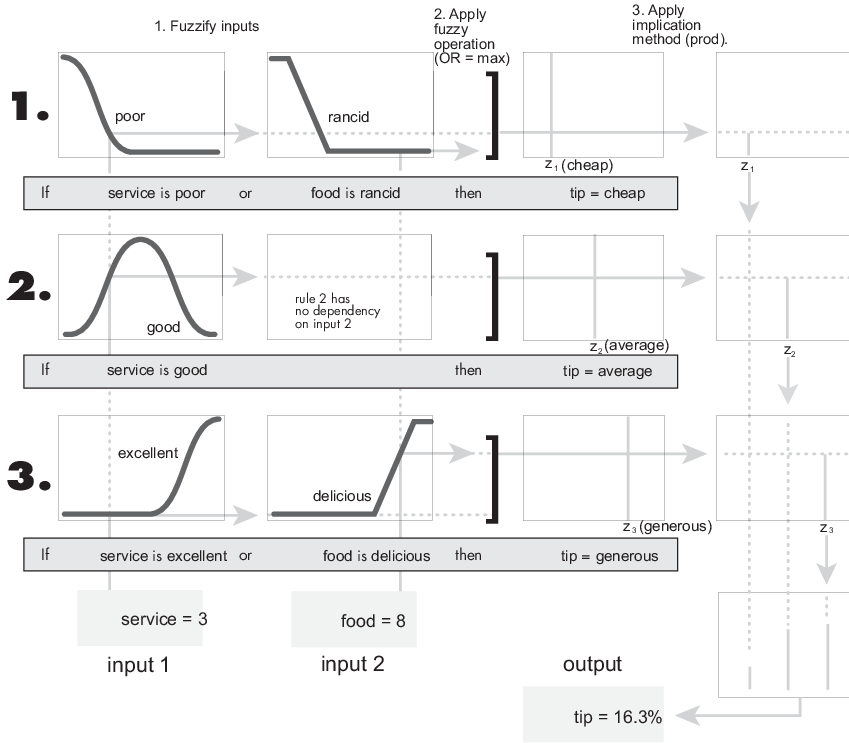 1. Fuzzify inputs
2. Apply
fuzzy
operation
(OR = max)
3. Apply
implication
method (prod).
1.
poor
rancid
z1 (cheap)
z1
If service is poor or food is rancid then tip = cheap
2.
good
rule 2 has
no dependency
on input 2
z2 (average)
z2
If service is good then tip = average
3.
excellent
delicious
z3 (generous)
z3
If service is excellent or food is delicious then tip = generous
service = 3
food = 8
input 1
input 2
output
tip = 16.3%